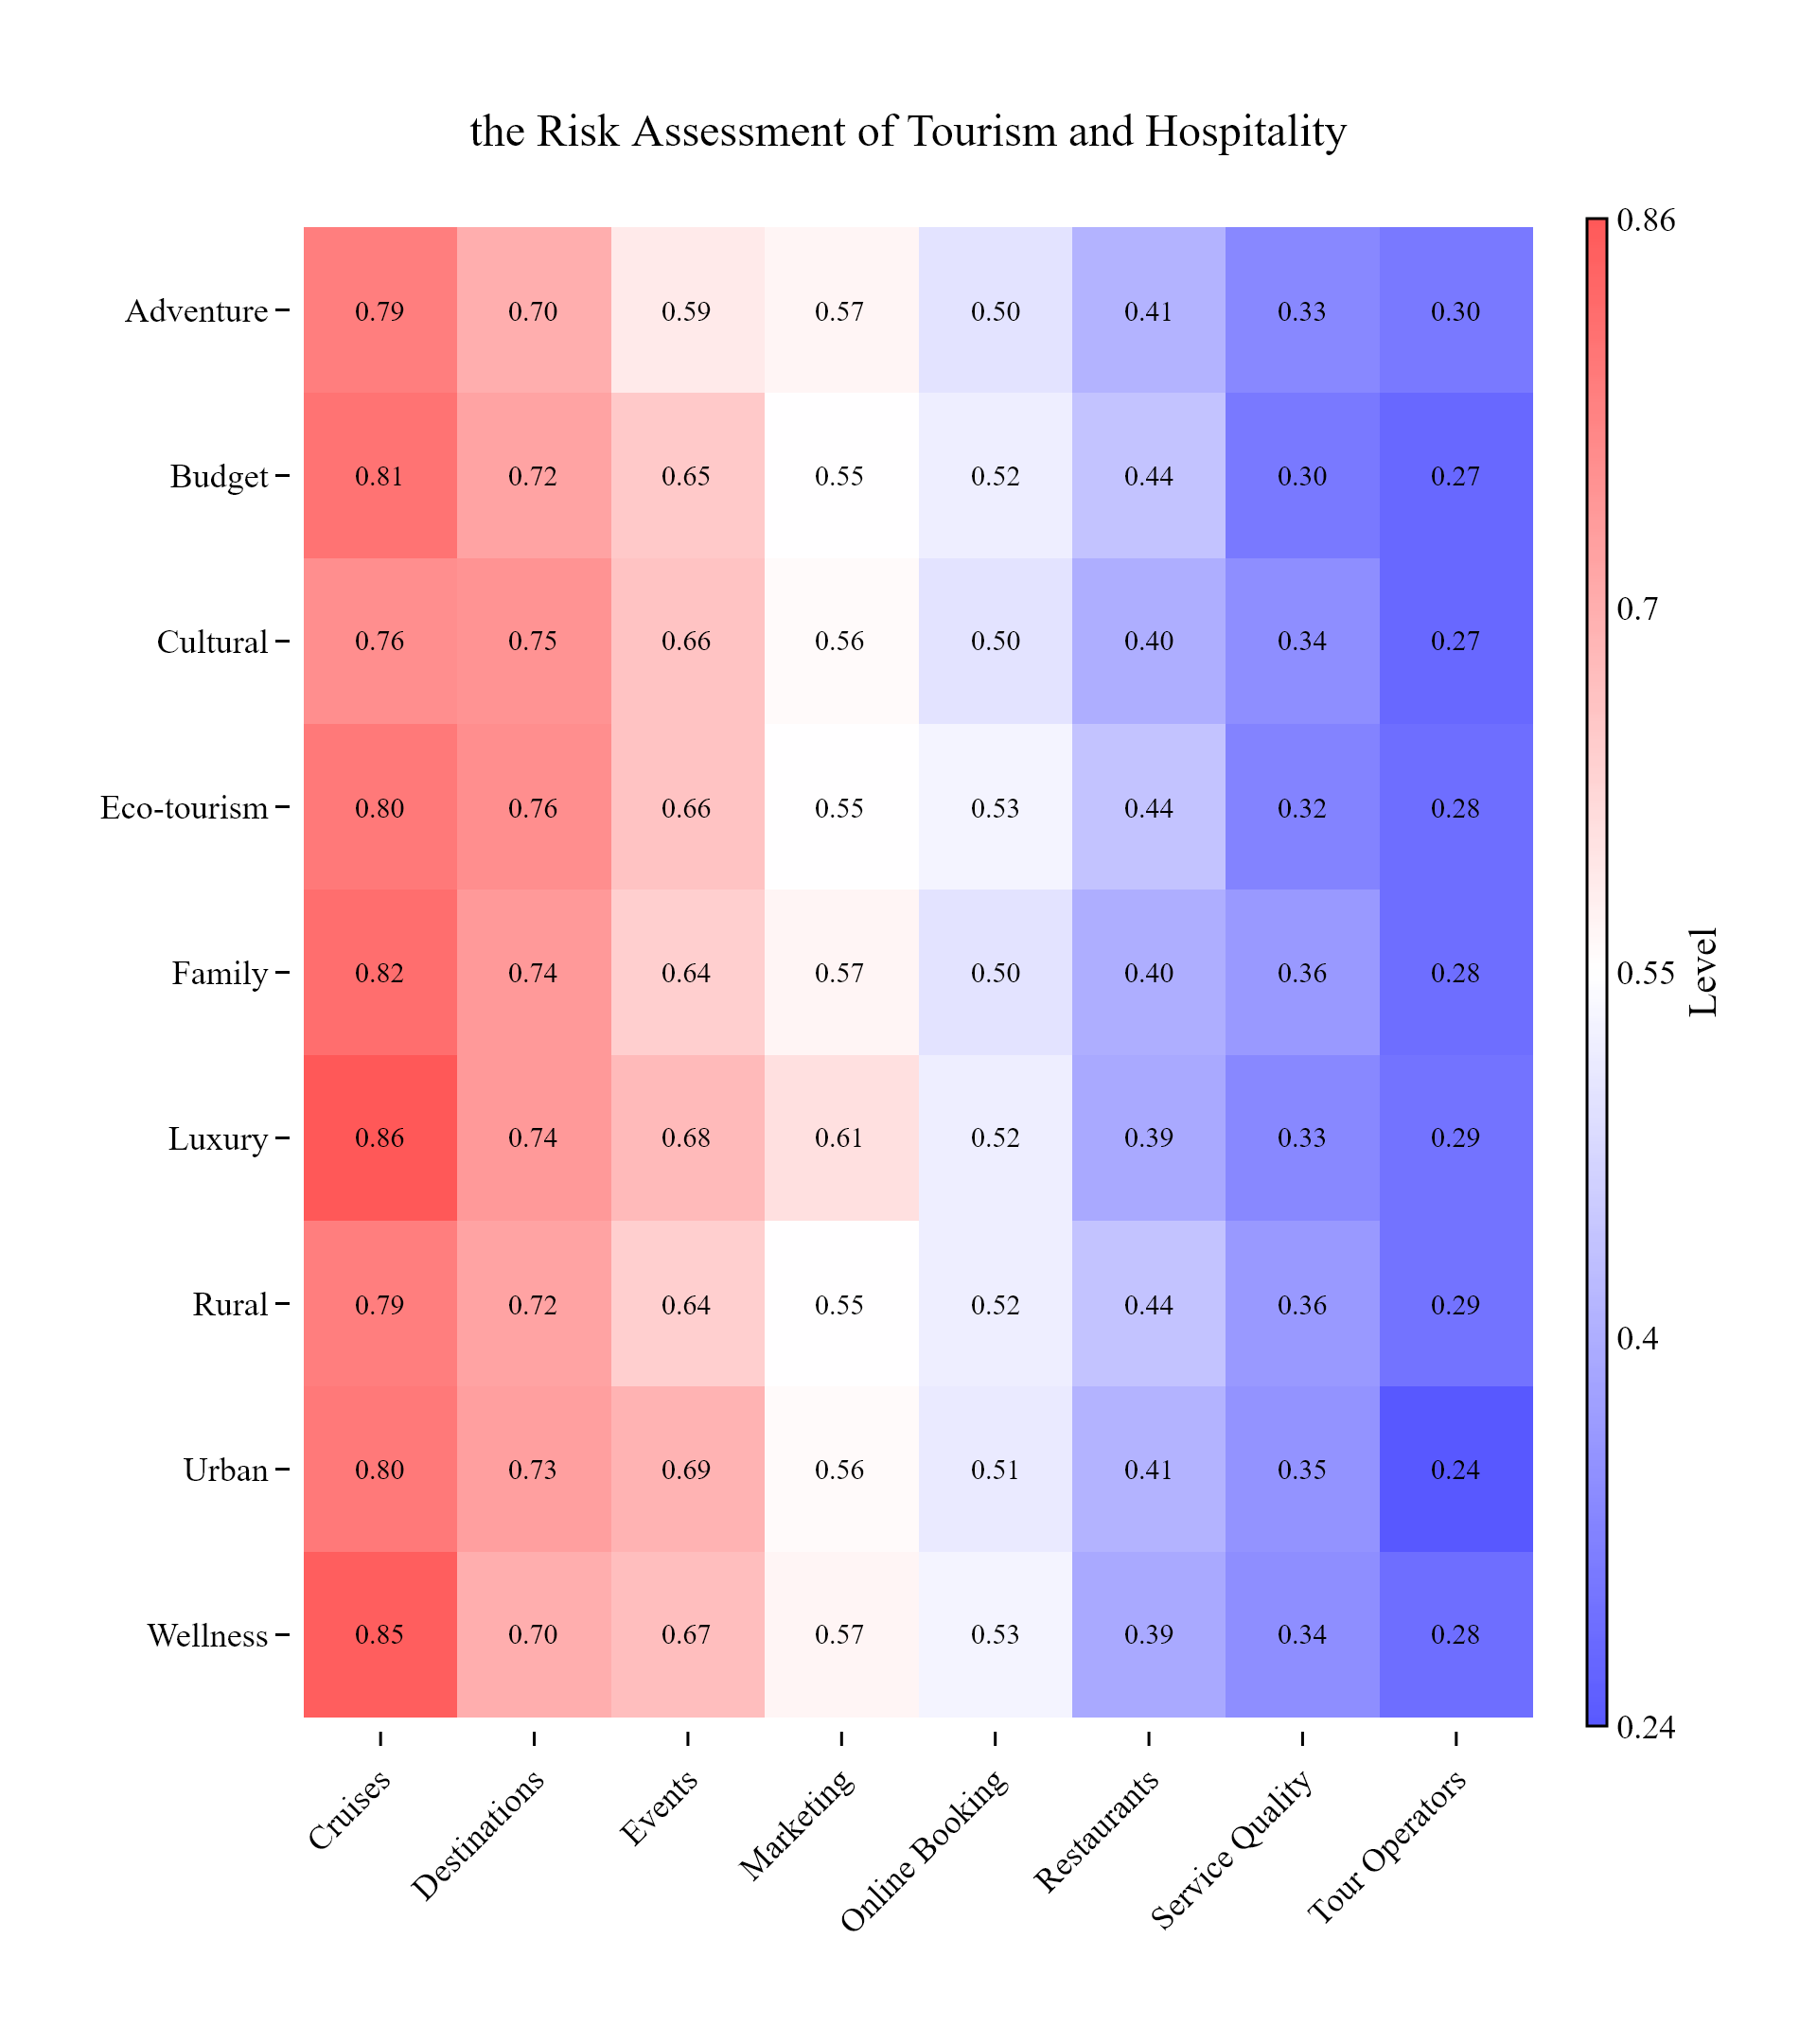 the Risk Assessment of Tourism and Hospitality
0.86
Adventure 0.79 0.70 0.59 0.57 0.50 0.41 0.33 0.30
Budget 0.81 0.72 0.65 0.55 0.52 0.44 0.30 0.27
0.7
Cultural 0.76 0.75 0.66 0.56 0.50 0.40 0.34 0.27
Eco-tourism 0.80 0.76 0.66 0.55 0.53 0.44 0.32 0.28
Family 0.82 0.74 0.64 0.57 0.50 0.40 0.36 0.28
0.55
Level
Luxury 0.86 0.74 0.68 0.61 0.52 0.39 0.33 0.29
Rural 0.79 0.72 0.64 0.55 0.52 0.44 0.36 0.29
0.4
Urban 0.80 0.73 0.69 0.56 0.51 0.41 0.35 0.24
Wellness 0.85 0.70 0.67 0.57 0.53 0.39 0.34 0.28
0.24
Cruises
Destinations
Events
Marketing
Online Booking
Restaurants
Service Quality
Tour Operators